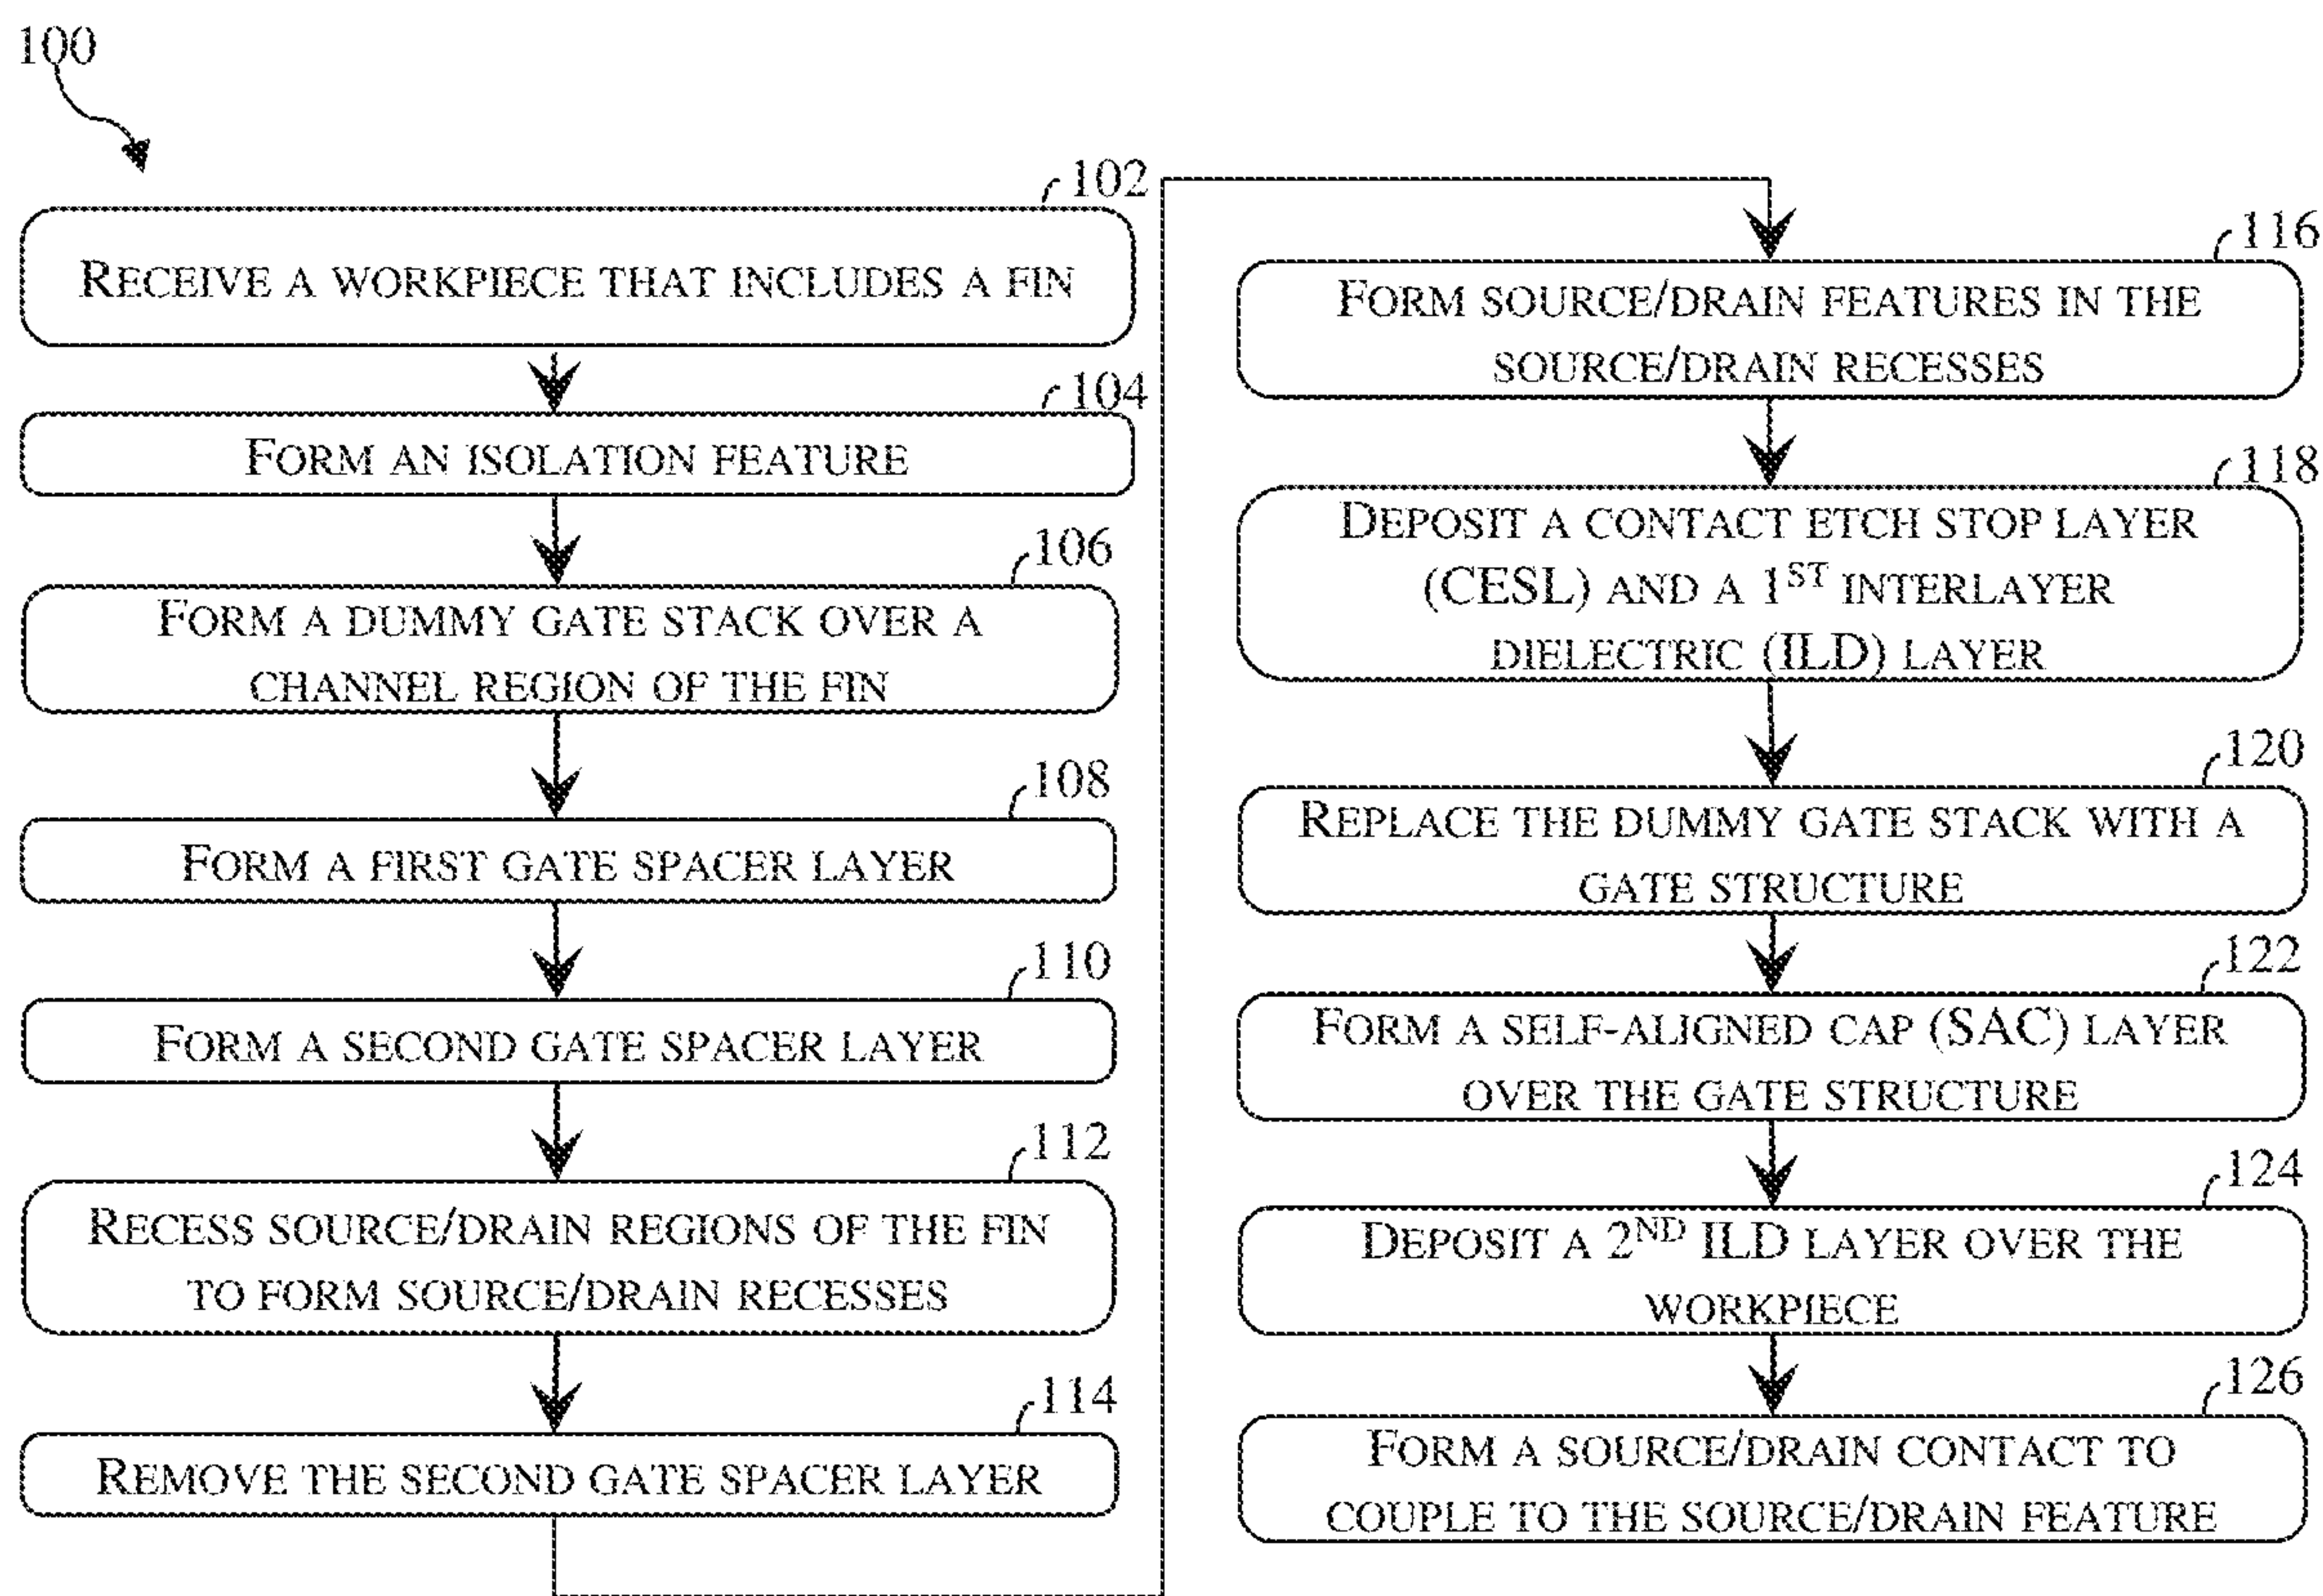 100
102
RECEIVE A WORKPIECE THAT INCLUDES A FIN
104
FORM AN ISOLATION FEATURE
106
FORM A DUMMY GATE STACK OVER A
CHANNEL REGION OF THE FIN
108
FORM A FIRST GATE SPACER LAYER
110
FORM A SECOND GATE SPACER LAYER
112
RECESS SOURCE/DRAIN REGIONS OF THE FIN
TO FORM SOURCE/DRAIN RECESSES
114
REMOVE THE SECOND GATE SPACER LAYER
116
FORM SOURCE/DRAIN FEATURES IN THE
SOURCE/DRAIN RECESSES
118
DEPOSIT A CONTACT ETCH STOP LAYER
(CESL) AND A 1ST INTERLAYER
DIELECTRIC (ILD) LAYER
120
REPLACE THE DUMMY GATE STACK WITH A
GATE STRUCTURE
122
FORM A SELF-ALIGNED CAP (SAC) LAYER
OVER THE GATE STRUCTURE
124
DEPOSIT A 2ND ILD LAYER OVER THE
WORKPIECE
126
FORM A SOURCE/DRAIN CONTACT TO
COUPLE TO THE SOURCE/DRAIN FEATURE